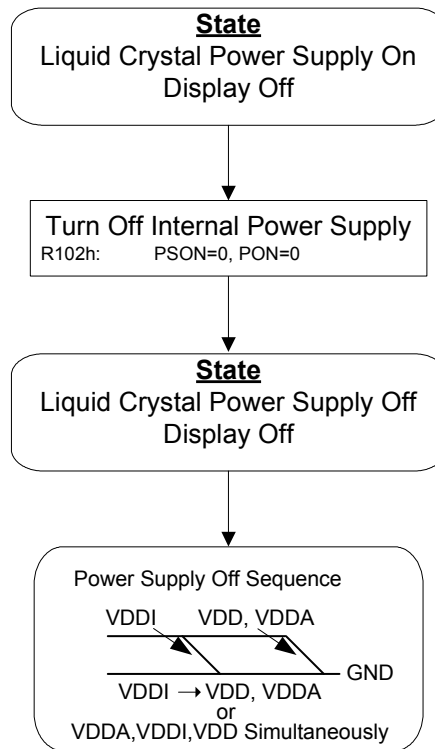 State
Liquid Crystal Power Supply On
Display Off
Turn Off Internal Power Supply
R102h: PSON=0, PON=0
State
Liquid Crystal Power Supply Off
Display Off
Power Supply Off Sequence
VDDI VDD, VDDA
GND
VDDI → VDD, VDDA
or
VDDA,VDDI,VDD Simultaneously